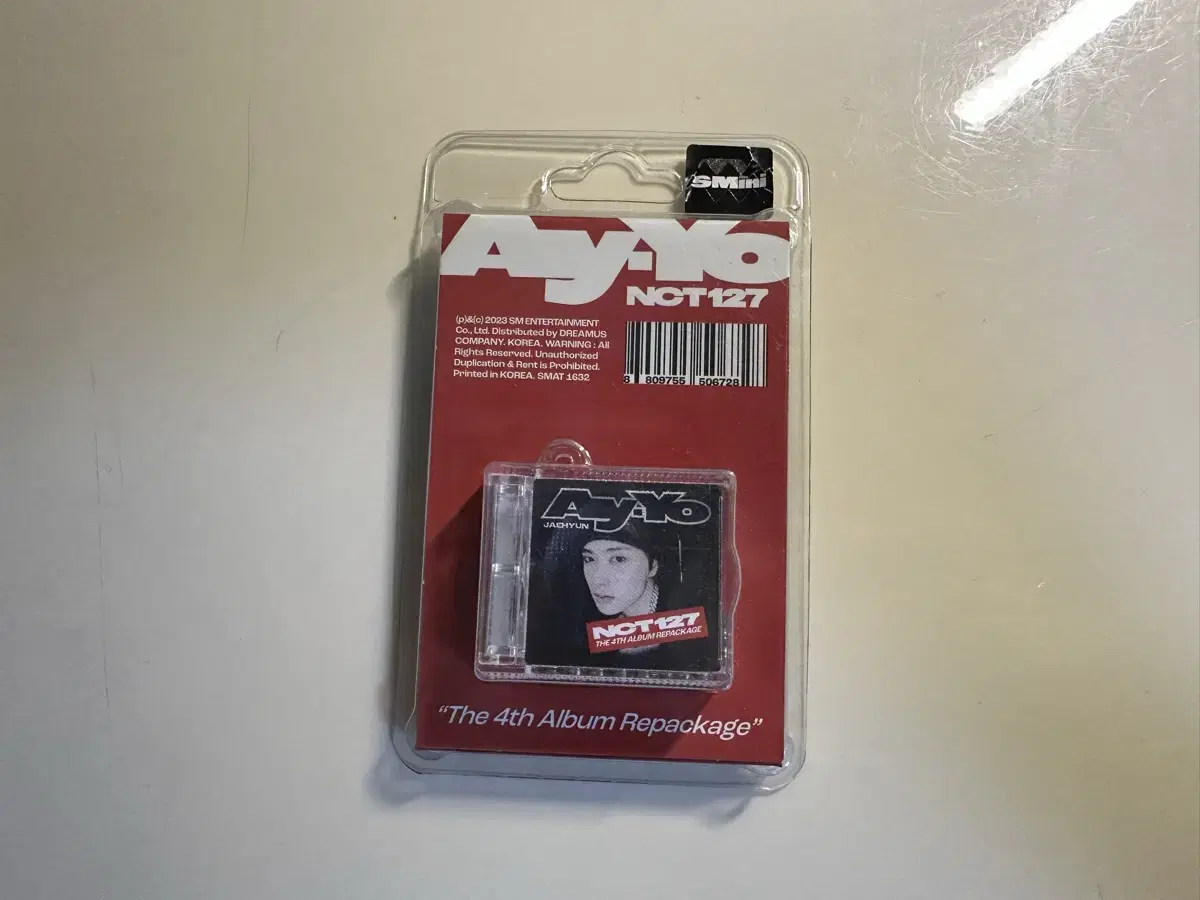 SMini
Ay-Yo
NCT 127
(p)&(c) 2023 SM ENTERTAINMENT
Co., Ltd. Distributed by DREAMUS
COMPANY. KOREA. WARNING : All
Rights Reserved. Unauthorized
Duplication & Rent is Prohibited.
Printed in KOREA. SMAT 1632
8 809755 506728
Ay-Yo
JAEHYUN
NCT 127
THE 4TH ALBUM REPACKAGE
“The 4th Album Repackage”